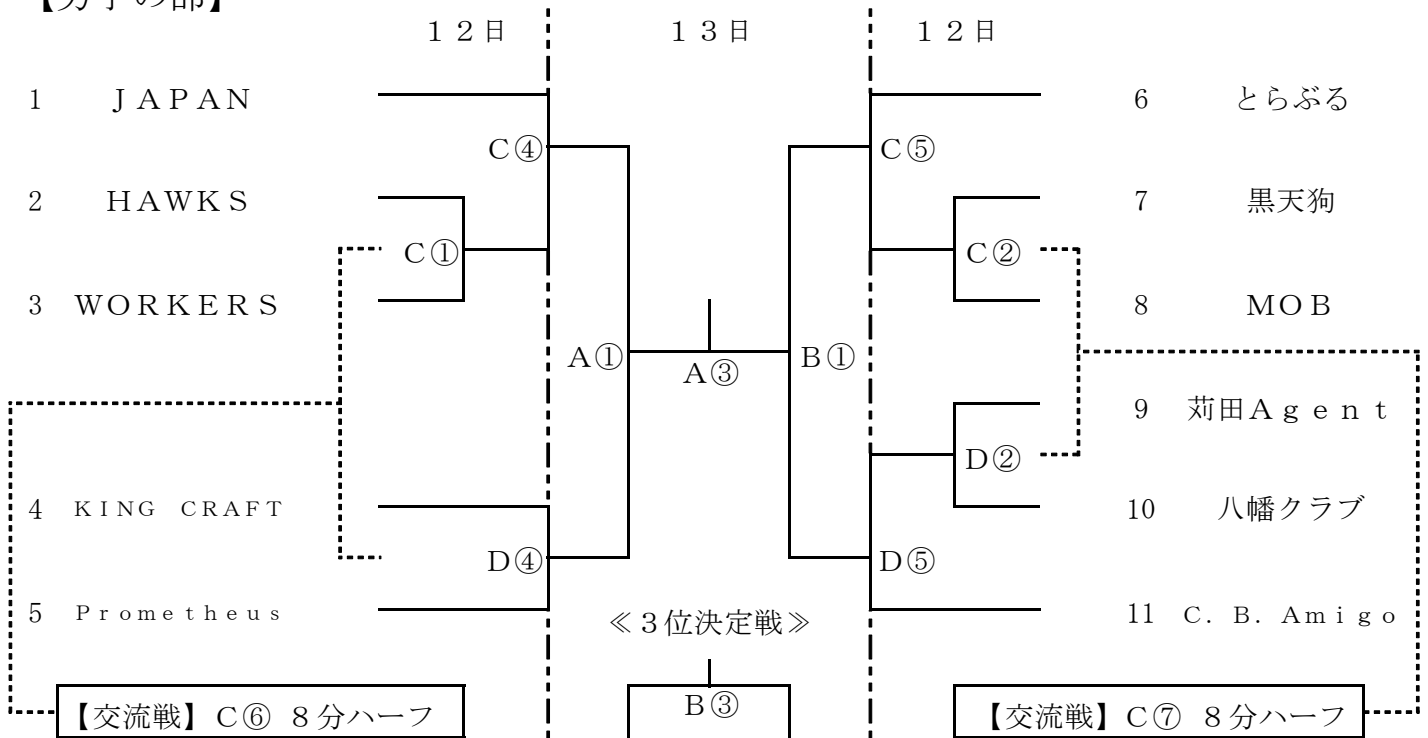 【男子の部】
１２日
１３日
１２日
1 ＪＡＰＡＮ
6 とらぶる
C④
C⑤
2 ＨＡＷＫＳ
7 黒天狗
C①
C②
3 ＷＯＲＫＥＲＳ
8 ＭＯＢ
A①
A③
B①
9 苅田Ａｇｅｎｔ
D②
4 ＫＩＮＧ　ＣＲＡＦＴ
10 八幡クラブ
D④
D⑤
5 Ｐｒｏｍｅｔｈｅｕｓ
≪３位決定戦≫
11 Ｃ．Ｂ．Ａｍｉｇｏ
【交流戦】C⑥ ８分ハーフ
B③
【交流戦】C⑦ ８分ハーフ